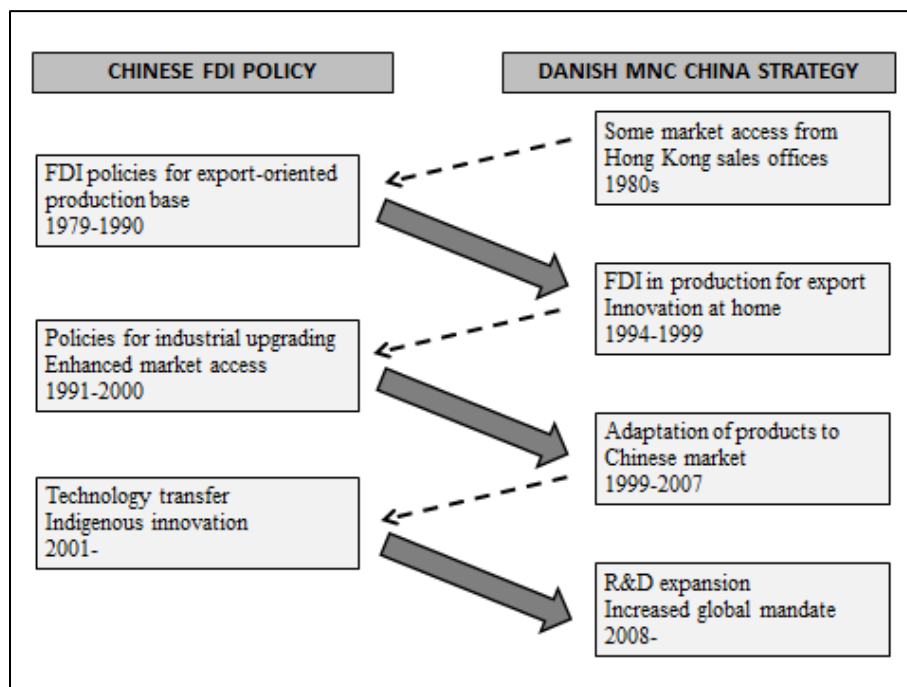 CHINESE FDI POLICY
DANISH MNC CHINA STRATEGY
Some market access from
Hong Kong sales offices
1980s
FDI policies for export-oriented
production base
1979-1990
FDI in production for export
Innovation at home
1994-1999
Policies for industrial upgrading
Enhanced market access
1991-2000
Adaptation of products to
Chinese market
1999-2007
Technology transfer
Indigenous innovation
2001-
R&D expansion
Increased global mandate
2008-